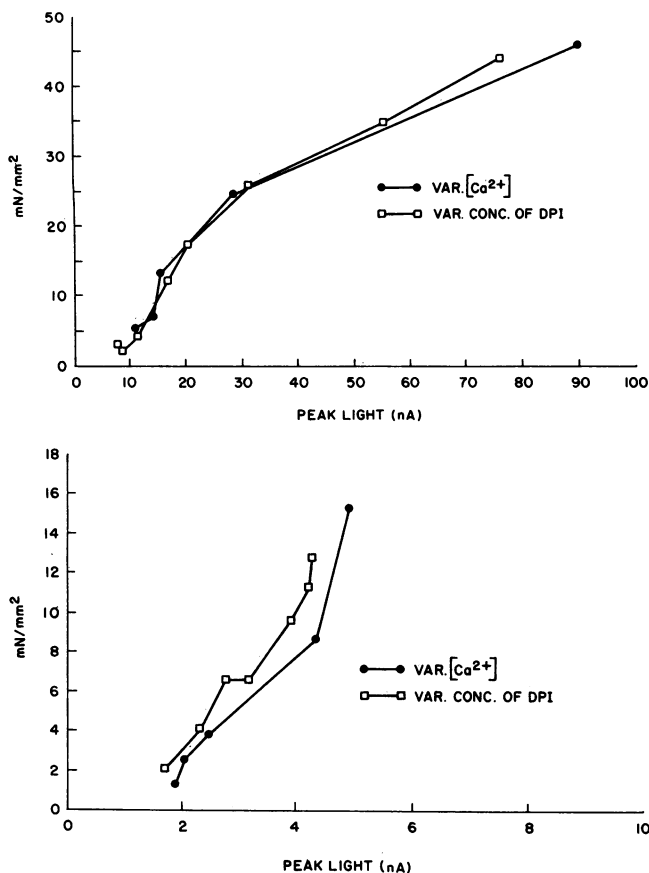 50
40
30
20
10
0
mN/mm²
VAR. [Ca²⁺]
VAR. CONC. OF DPI
0 10 20 30 40 50 60 70 80 90 100
PEAK LIGHT (nA)
18
16
14
12
10
8
6
4
2
0
mN/mm²
VAR. [Ca²⁺]
VAR. CONC. OF DPI
0 2 4 6 8 10
PEAK LIGHT (nA)